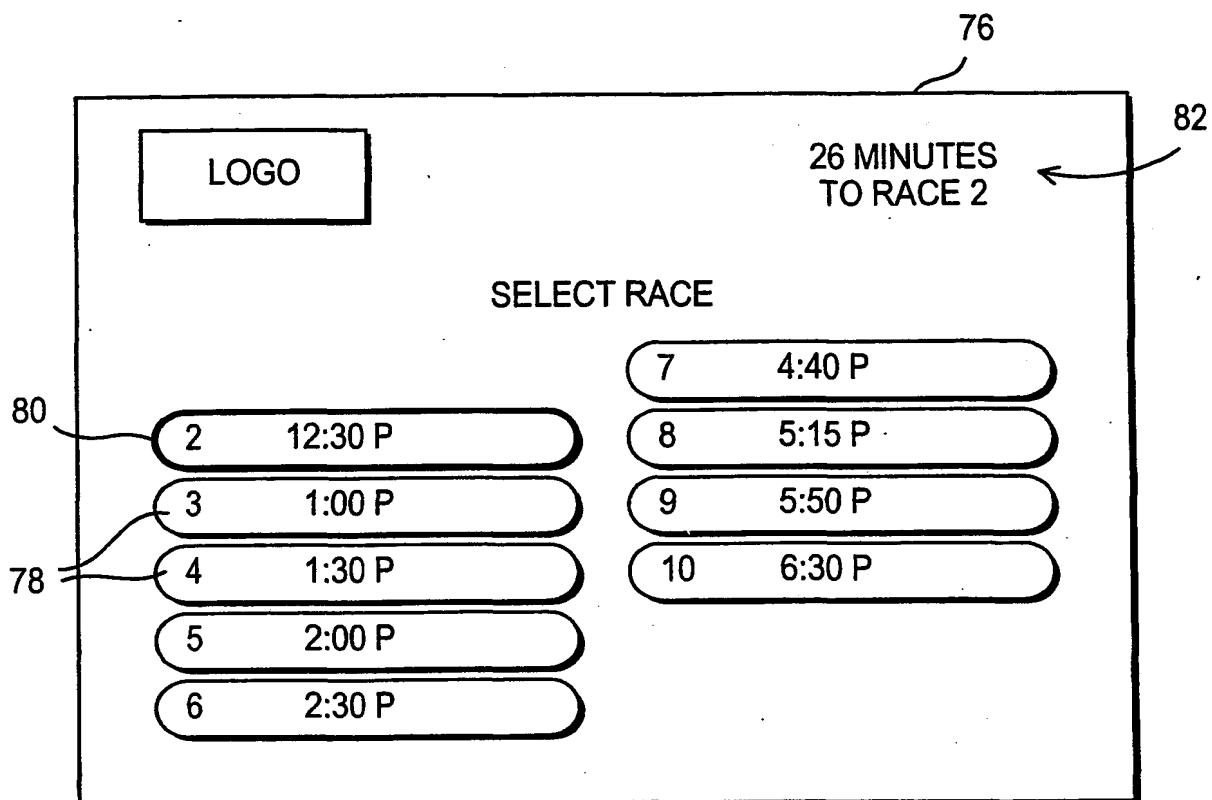 76
82
LOGO
26 MINUTES
TO RACE 2
SELECT RACE
80
2 12:30 P
3 1:00 P
78
4 1:30 P
5 2:00 P
6 2:30 P
7 4:40 P
8 5:15 P
9 5:50 P
10 6:30 P